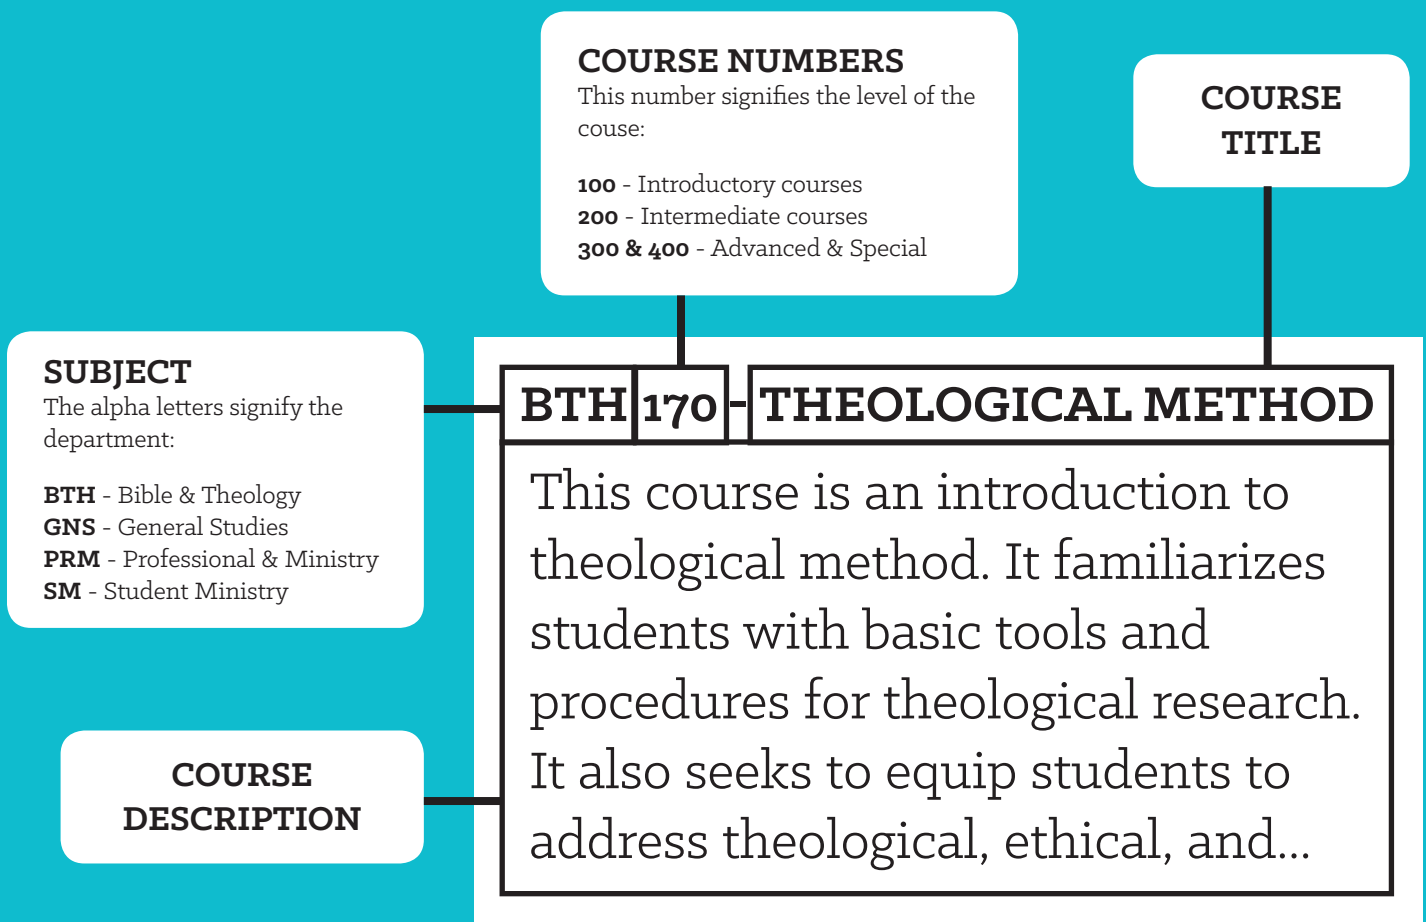 COURSE NUMBERS
This number signifies the level of the
couse:
100 - Introductory courses
200 - Intermediate courses
300 & 400 - Advanced & Special
COURSE
TITLE
SUBJECT
The alpha letters signify the
department:
BTH - Bible & Theology
GNS - General Studies
PRM - Professional & Ministry
SM - Student Ministry
BTH 170 - THEOLOGICAL METHOD
This course is an introduction to
theological method. It familiarizes
students with basic tools and
procedures for theological research.
It also seeks to equip students to
address theological, ethical, and...
COURSE
DESCRIPTION